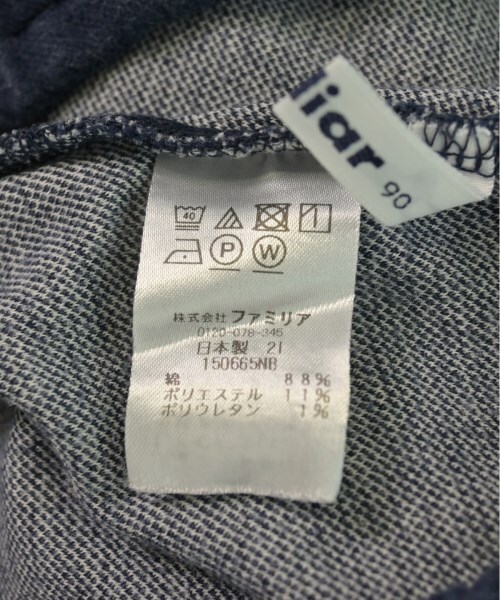 liar
90
40
P W
株式会社 ファミリア
0120-078-345
日本製 21
150665NB
綿 88%
ポリエステル 11%
ポリウレタン 1%